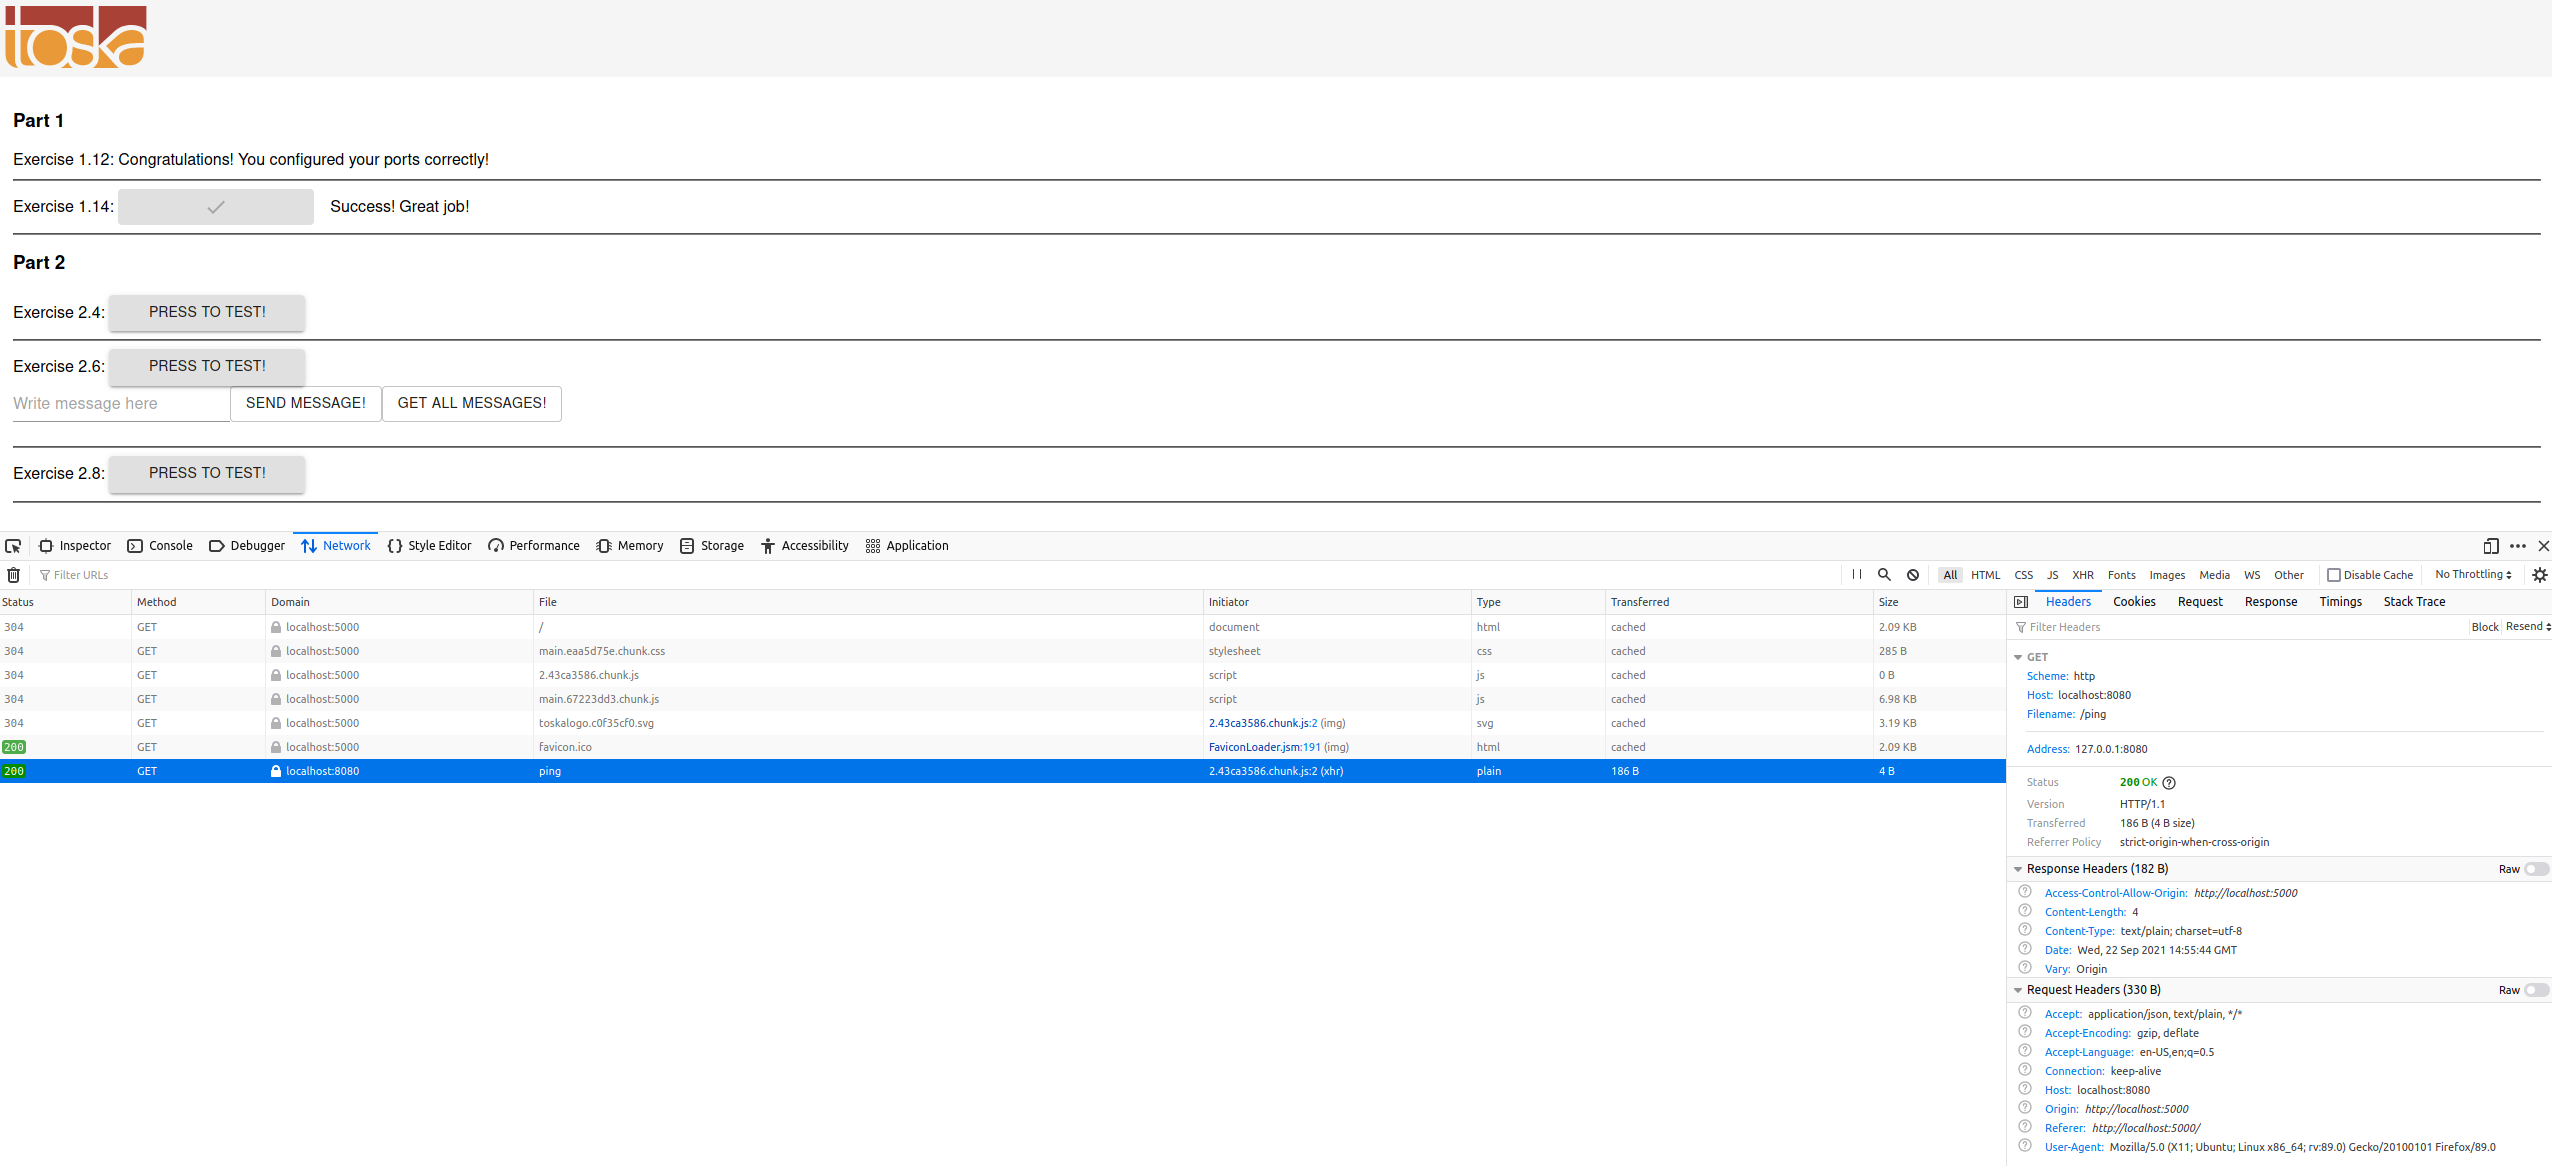 toska
Part 1
Exercise 1.12: Congratulations! You configured your ports correctly!
Exercise 1.14: Success! Great job!
Part 2
Exercise 2.4: PRESS TO TEST!
Exercise 2.6: PRESS TO TEST!
Write message here SEND MESSAGE! GET ALL MESSAGES!
Exercise 2.8: PRESS TO TEST!
Inspector Console Debugger Network Style Editor Performance Memory Storage Accessibility Application
Filter URLs All HTML CSS JS XHR Fonts Images Media WS Other Disable Cache No Throttling
Status Method Domain File Initiator Type Transferred Size
304 GET localhost:5000 / document html cached 2.09 KB
304 GET localhost:5000 main.eaa5d75e.chunk.css stylesheet css cached 285 B
304 GET localhost:5000 2.43ca3586.chunk.js script js cached 0 B
304 GET localhost:5000 main.67223dd3.chunk.js script js cached 6.98 KB
304 GET localhost:5000 toskalogo.c0f35cf0.svg 2.43ca3586.chunk.js:2 (img) svg cached 3.19 KB
200 GET localhost:5000 favicon.ico FaviconLoader.jsm:191 (img) html cached 2.09 KB
200 GET localhost:8080 ping 2.43ca3586.chunk.js:2 (xhr) plain 186 B 4 B
Headers Cookies Request Response Timings Stack Trace
Filter Headers Block Resend
GET
Scheme: http
Host: localhost:8080
Filename: /ping
Address: 127.0.0.1:8080
Status 200 OK
Version HTTP/1.1
Transferred 186 B (4 B size)
Referrer Policy strict-origin-when-cross-origin
Response Headers (182 B) Raw
Access-Control-Allow-Origin: http://localhost:5000
Content-Length: 4
Content-Type: text/plain; charset=utf-8
Date: Wed, 22 Sep 2021 14:55:44 GMT
Vary: Origin
Request Headers (330 B) Raw
Accept: application/json, text/plain, */*
Accept-Encoding: gzip, deflate
Accept-Language: en-US,en;q=0.5
Connection: keep-alive
Host: localhost:8080
Origin: http://localhost:5000
Referer: http://localhost:5000/
User-Agent: Mozilla/5.0 (X11; Ubuntu; Linux x86_64; rv:89.0) Gecko/20100101 Firefox/89.0